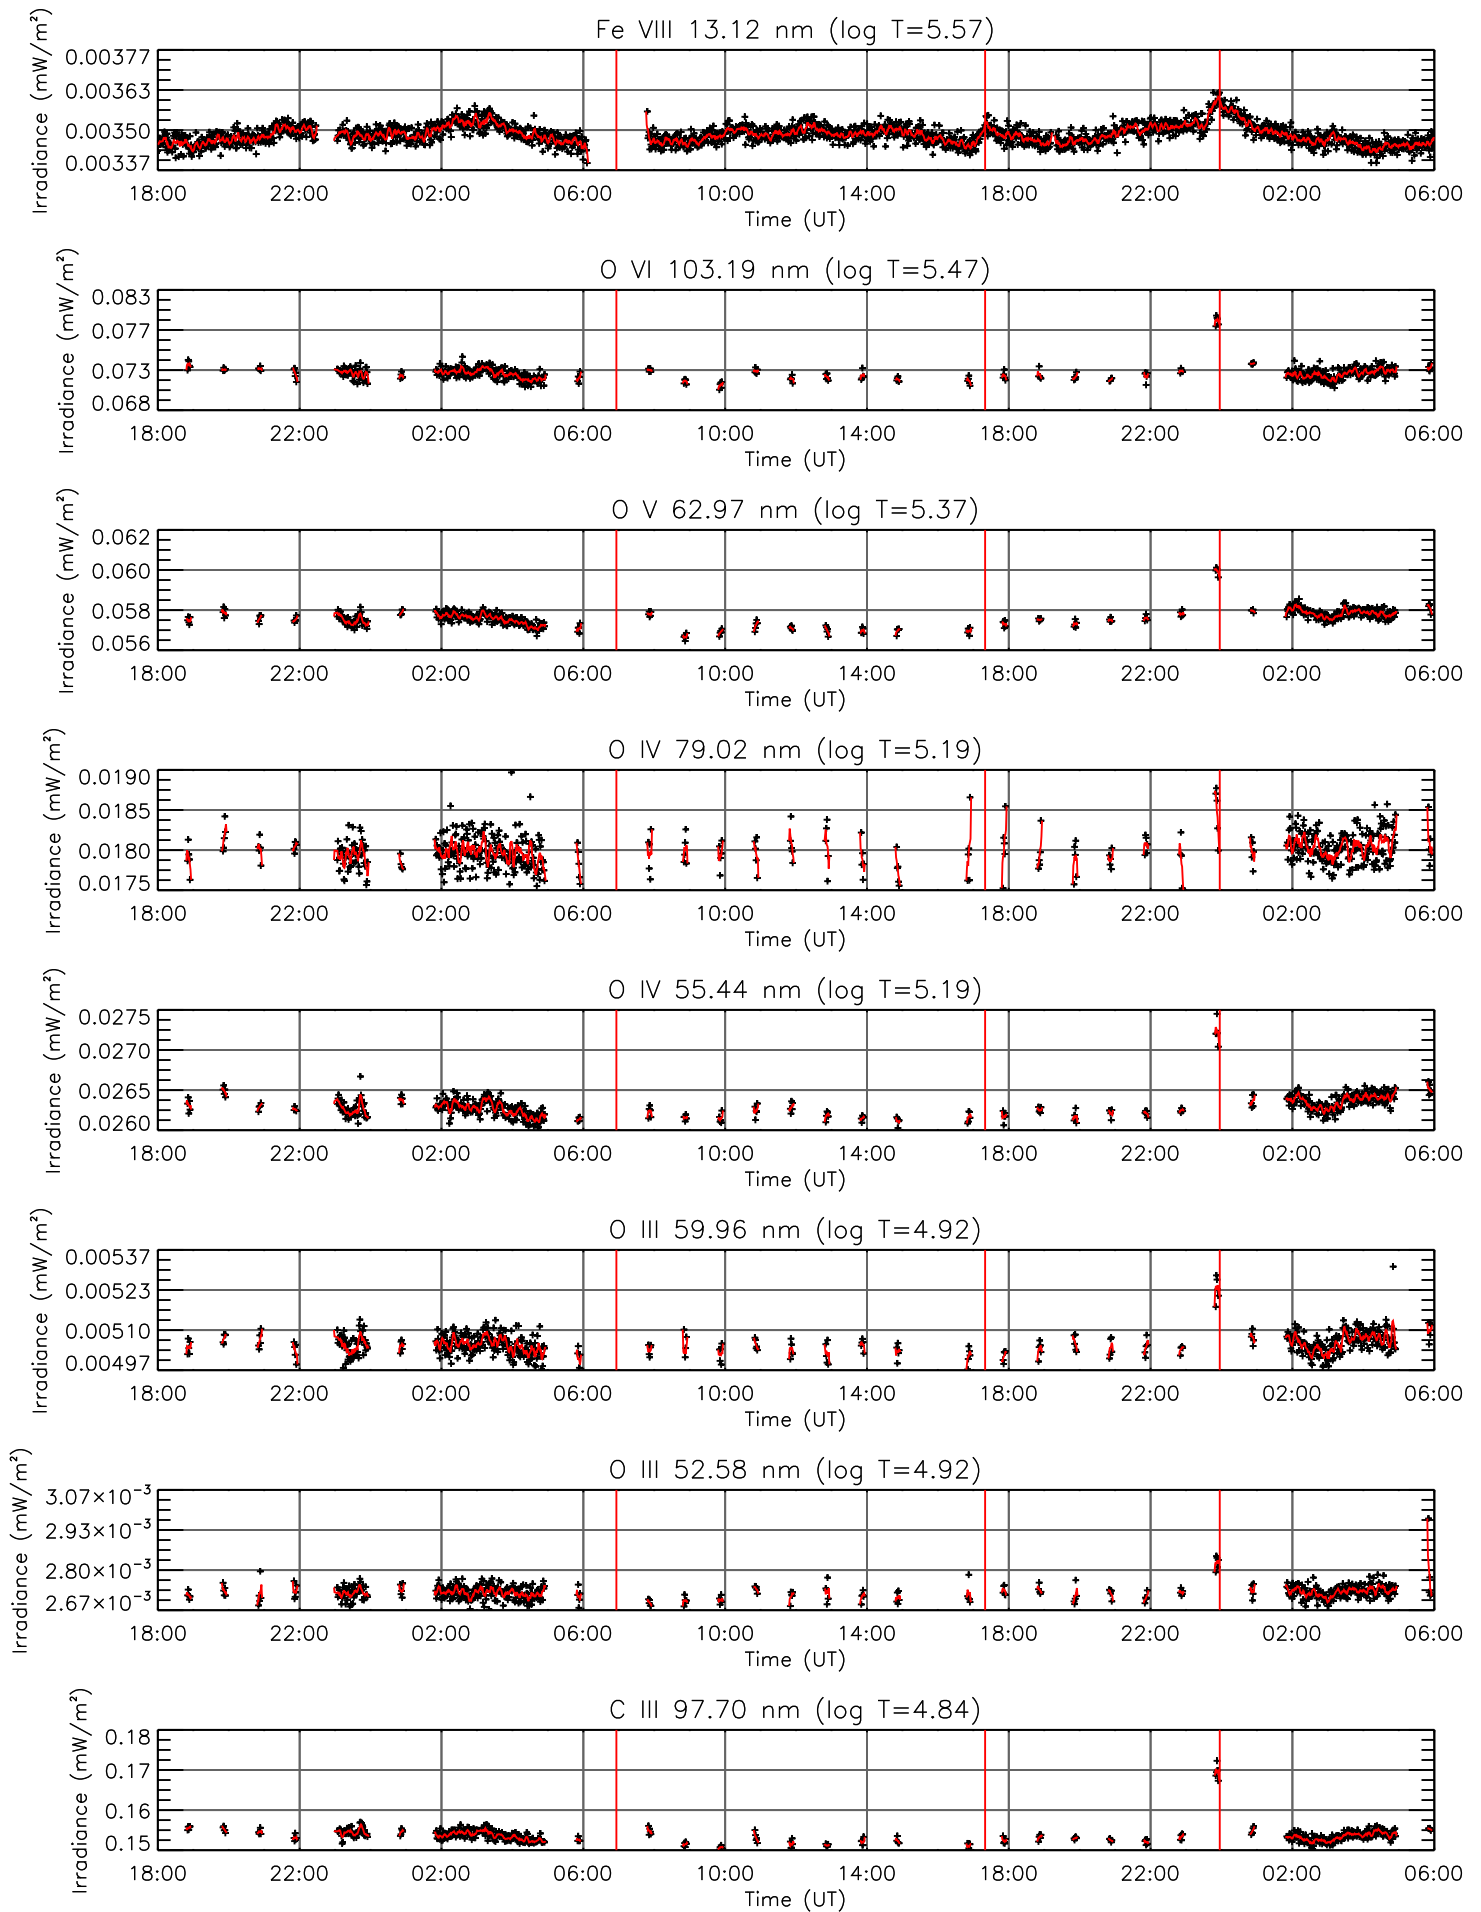 Fe VIII 13.12 nm (log T=5.57)
Irradiance (mW/m²)
0.00377
0.00363
0.00350
0.00337
18:00 22:00 02:00 06:00 10:00 14:00 18:00 22:00 02:00 06:00
Time (UT)
O VI 103.19 nm (log T=5.47)
Irradiance (mW/m²)
0.083
0.077
0.073
0.068
18:00 22:00 02:00 06:00 10:00 14:00 18:00 22:00 02:00 06:00
Time (UT)
O V 62.97 nm (log T=5.37)
Irradiance (mW/m²)
0.062
0.060
0.058
0.056
18:00 22:00 02:00 06:00 10:00 14:00 18:00 22:00 02:00 06:00
Time (UT)
O IV 79.02 nm (log T=5.19)
Irradiance (mW/m²)
0.0190
0.0185
0.0180
0.0175
18:00 22:00 02:00 06:00 10:00 14:00 18:00 22:00 02:00 06:00
Time (UT)
O IV 55.44 nm (log T=5.19)
Irradiance (mW/m²)
0.0275
0.0270
0.0265
0.0260
18:00 22:00 02:00 06:00 10:00 14:00 18:00 22:00 02:00 06:00
Time (UT)
O III 59.96 nm (log T=4.92)
Irradiance (mW/m²)
0.00537
0.00523
0.00510
0.00497
18:00 22:00 02:00 06:00 10:00 14:00 18:00 22:00 02:00 06:00
Time (UT)
O III 52.58 nm (log T=4.92)
Irradiance (mW/m²)
3.07×10⁻³
2.93×10⁻³
2.80×10⁻³
2.67×10⁻³
18:00 22:00 02:00 06:00 10:00 14:00 18:00 22:00 02:00 06:00
Time (UT)
C III 97.70 nm (log T=4.84)
Irradiance (mW/m²)
0.18
0.17
0.16
0.15
18:00 22:00 02:00 06:00 10:00 14:00 18:00 22:00 02:00 06:00
Time (UT)